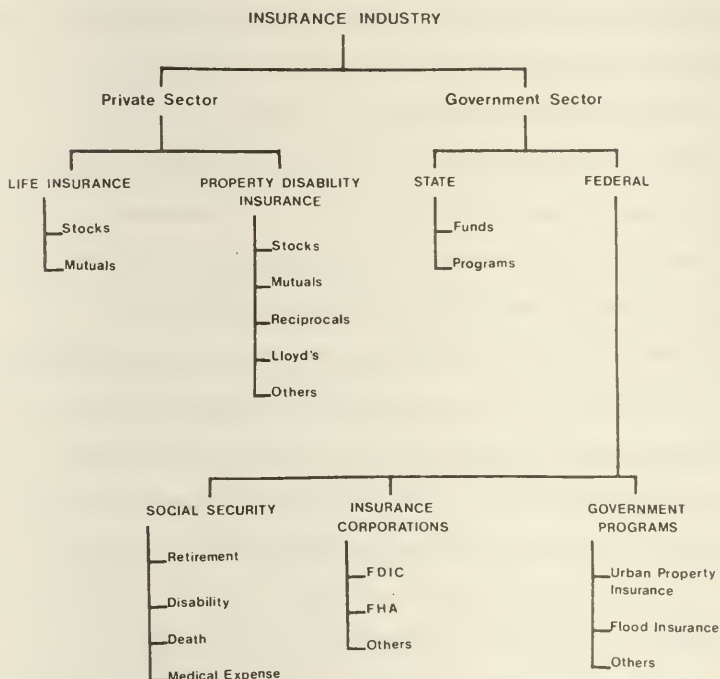 INSURANCE INDUSTRY
Private Sector
Government Sector
LIFE INSURANCE
Stocks
Mutuals
PROPERTY DISABILITY
INSURANCE
Stocks
Mutuals
Reciprocals
Lloyd's
Others
STATE
Funds
Programs
FEDERAL
SOCIAL SECURITY
Retirement
Disability
Death
Medical Expense
INSURANCE
CORPORATIONS
FDIC
FHA
Others
GOVERNMENT
PROGRAMS
Urban Property
Insurance
Flood Insurance
Others